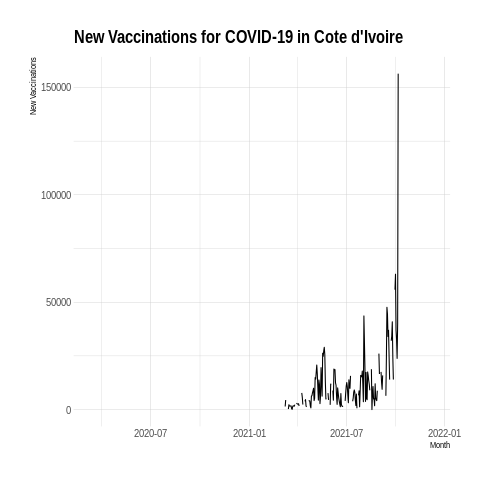 New Vaccinations for COVID-19 in Cote d'Ivoire
New Vaccinations
150000
100000
50000
0
2020-07 2021-01 2021-07 2022-01
Month